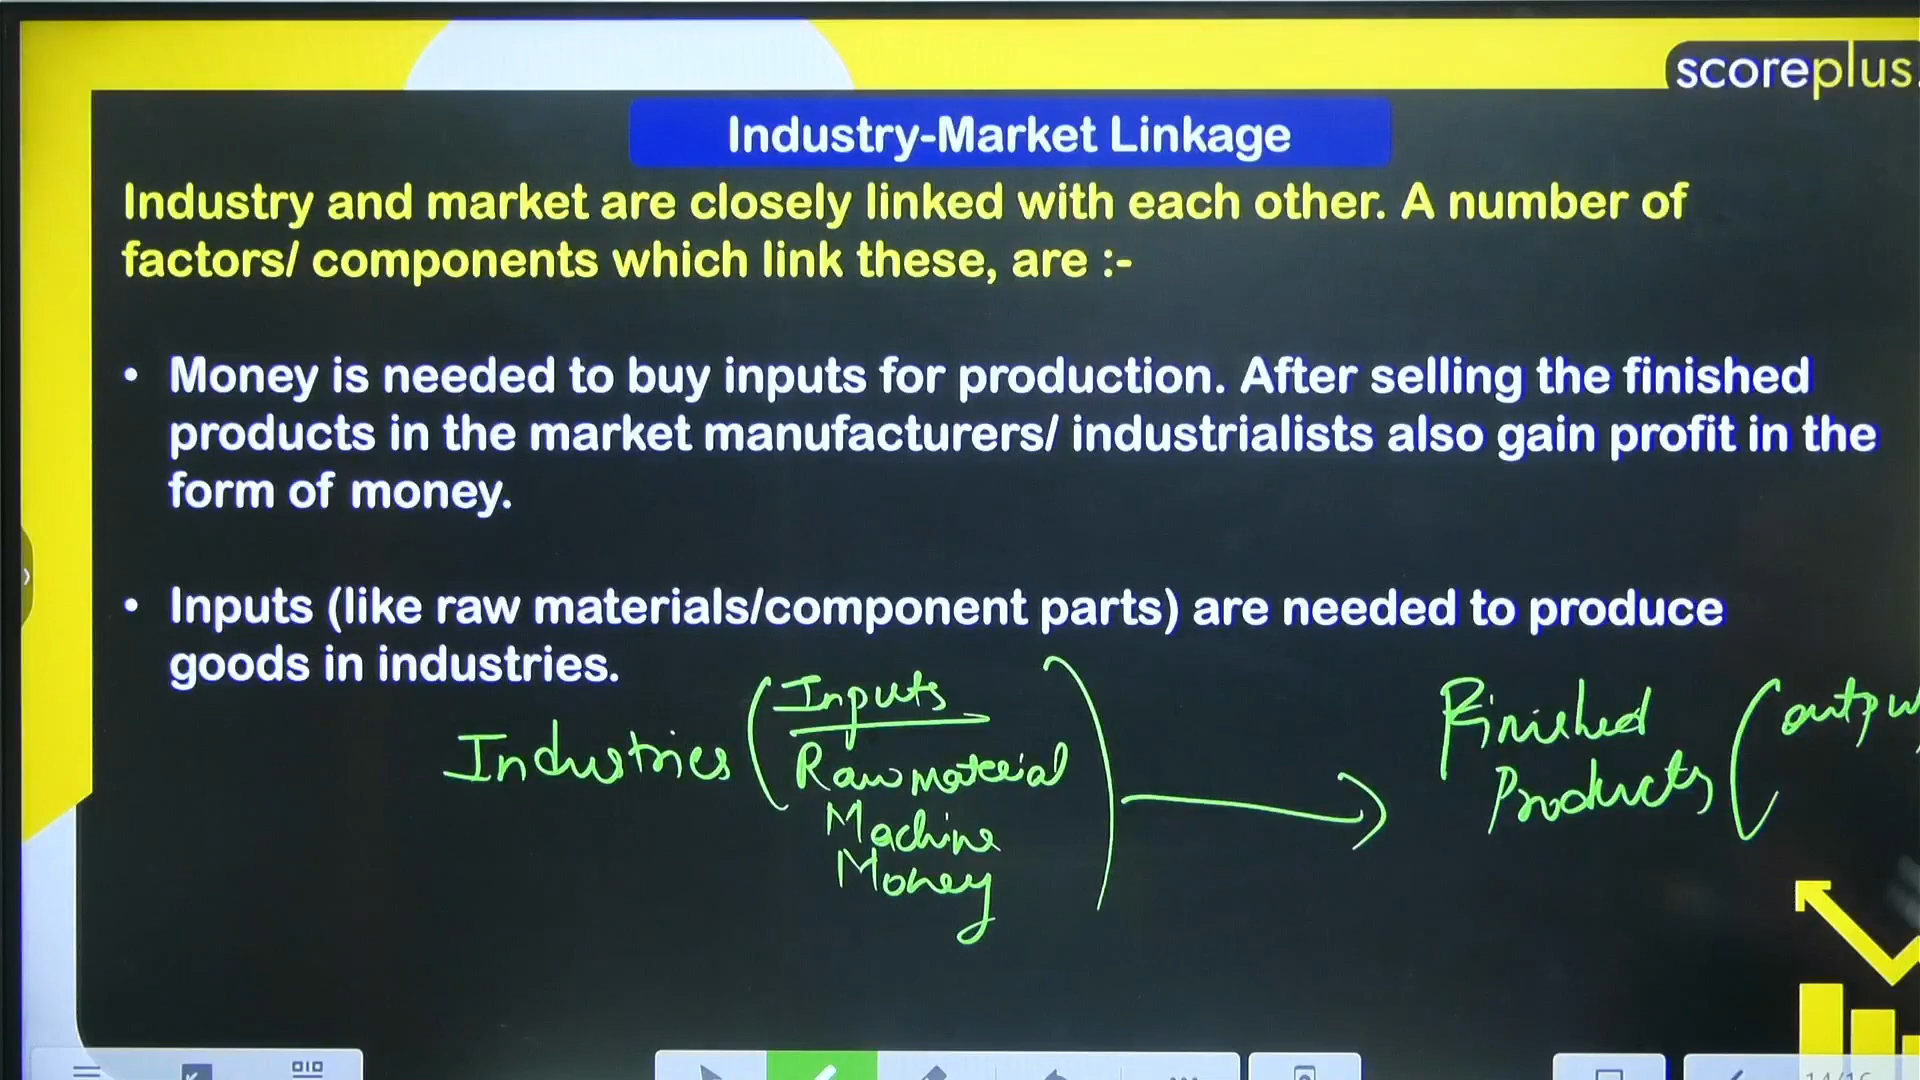 scoreplus.
Industry-Market Linkage
Industry and market are closely linked with each other. A number of
factors/ components which link these, are :-
• Money is needed to buy inputs for production. After selling the finished
products in the market manufacturers/ industrialists also gain profit in the
form of money.
• Inputs (like raw materials/component parts) are needed to produce
goods in industries.
Industries ( Inputs
Raw material
Machine
Money )
Finished
Products (